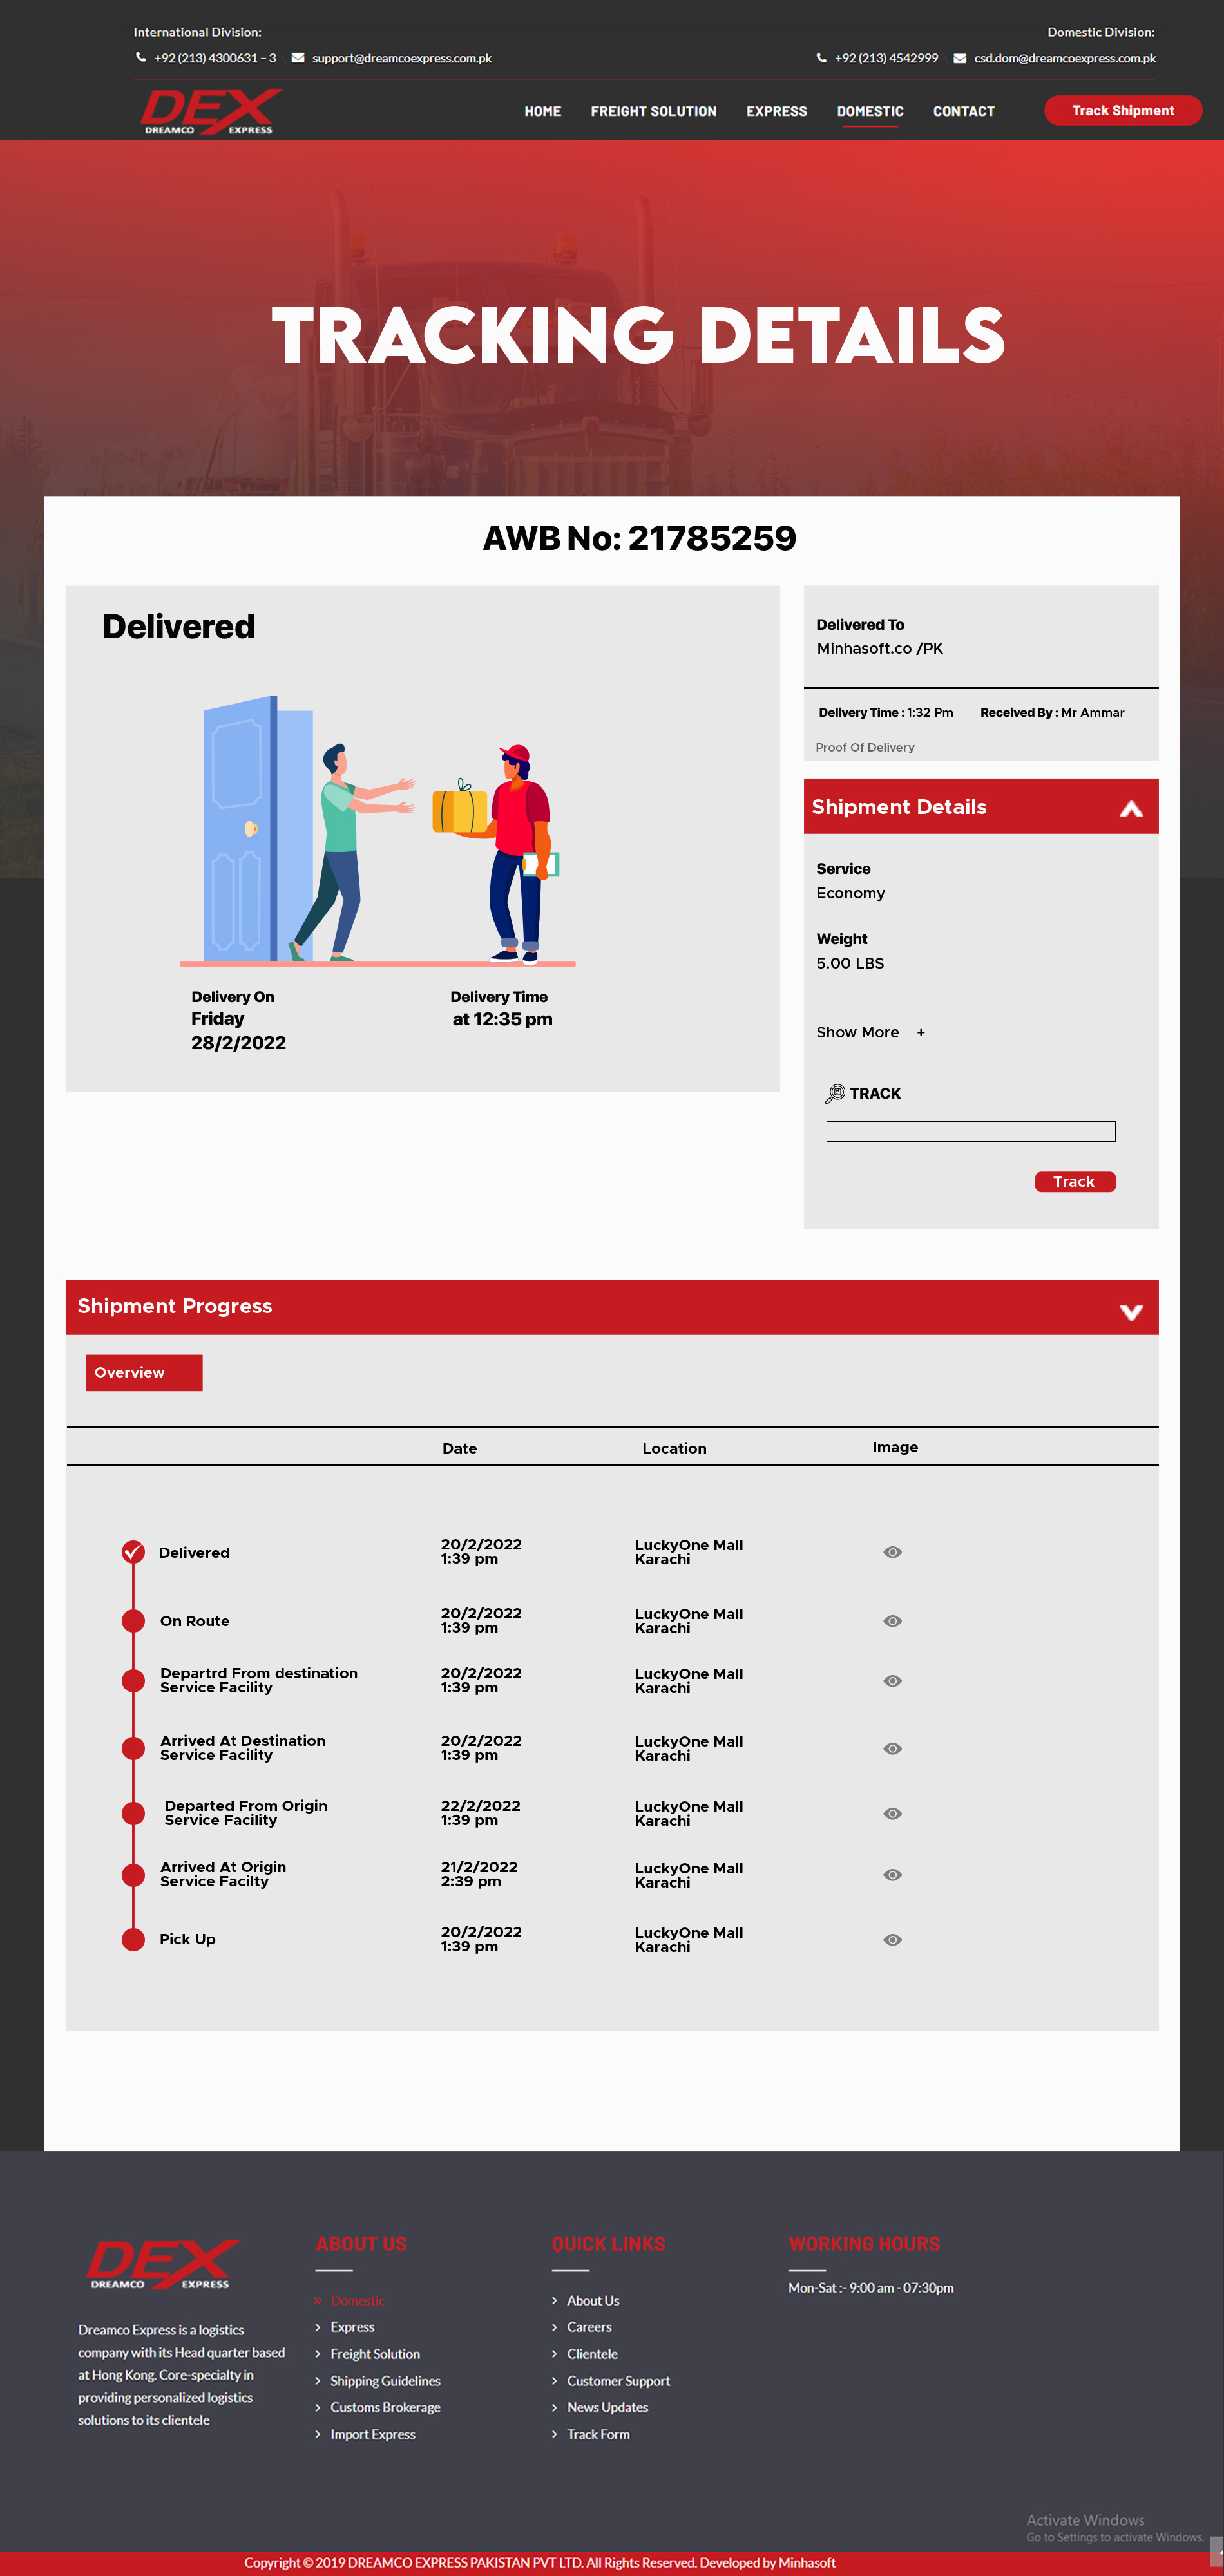 International Division:
Domestic Division:
+92 (213) 4300631 – 3
support@dreamcoexpress.com.pk
+92 (213) 4542999
csd.dom@dreamcoexpress.com.pk
DEX
DREAMCO EXPRESS
HOME
FREIGHT SOLUTION
EXPRESS
DOMESTIC
CONTACT
Track Shipment
TRACKING DETAILS
AWB No: 21785259
Delivered
Delivery On
Friday
28/2/2022
Delivery Time
at 12:35 pm
Delivered To
Minhasoft.co /PK
Delivery Time : 1:32 Pm
Received By : Mr Ammar
Proof Of Delivery
Shipment Details
Service
Economy
Weight
5.00 LBS
Show More +
TRACK
Track
Shipment Progress
Overview
Date
Location
Image
Delivered
20/2/2022
1:39 pm
LuckyOne Mall
Karachi
On Route
20/2/2022
1:39 pm
LuckyOne Mall
Karachi
Departrd From destination
Service Facility
20/2/2022
1:39 pm
LuckyOne Mall
Karachi
Arrived At Destination
Service Facility
20/2/2022
1:39 pm
LuckyOne Mall
Karachi
Departed From Origin
Service Facility
22/2/2022
1:39 pm
LuckyOne Mall
Karachi
Arrived At Origin
Service Facilty
21/2/2022
2:39 pm
LuckyOne Mall
Karachi
Pick Up
20/2/2022
1:39 pm
LuckyOne Mall
Karachi
DEX
DREAMCO EXPRESS
Dreamco Express is a logistics
company with its Head quarter based
at Hong Kong. Core-specialty in
providing personalized logistics
solutions to its clientele
ABOUT US
Domestic
Express
Freight Solution
Shipping Guidelines
Customs Brokerage
Import Express
QUICK LINKS
About Us
Careers
Clientele
Customer Support
News Updates
Track Form
WORKING HOURS
Mon-Sat :- 9:00 am - 07:30pm
Activate Windows
Go to Settings to activate Windows.
Copyright © 2019 DREAMCO EXPRESS PAKISTAN PVT LTD. All Rights Reserved. Developed by Minhasoft